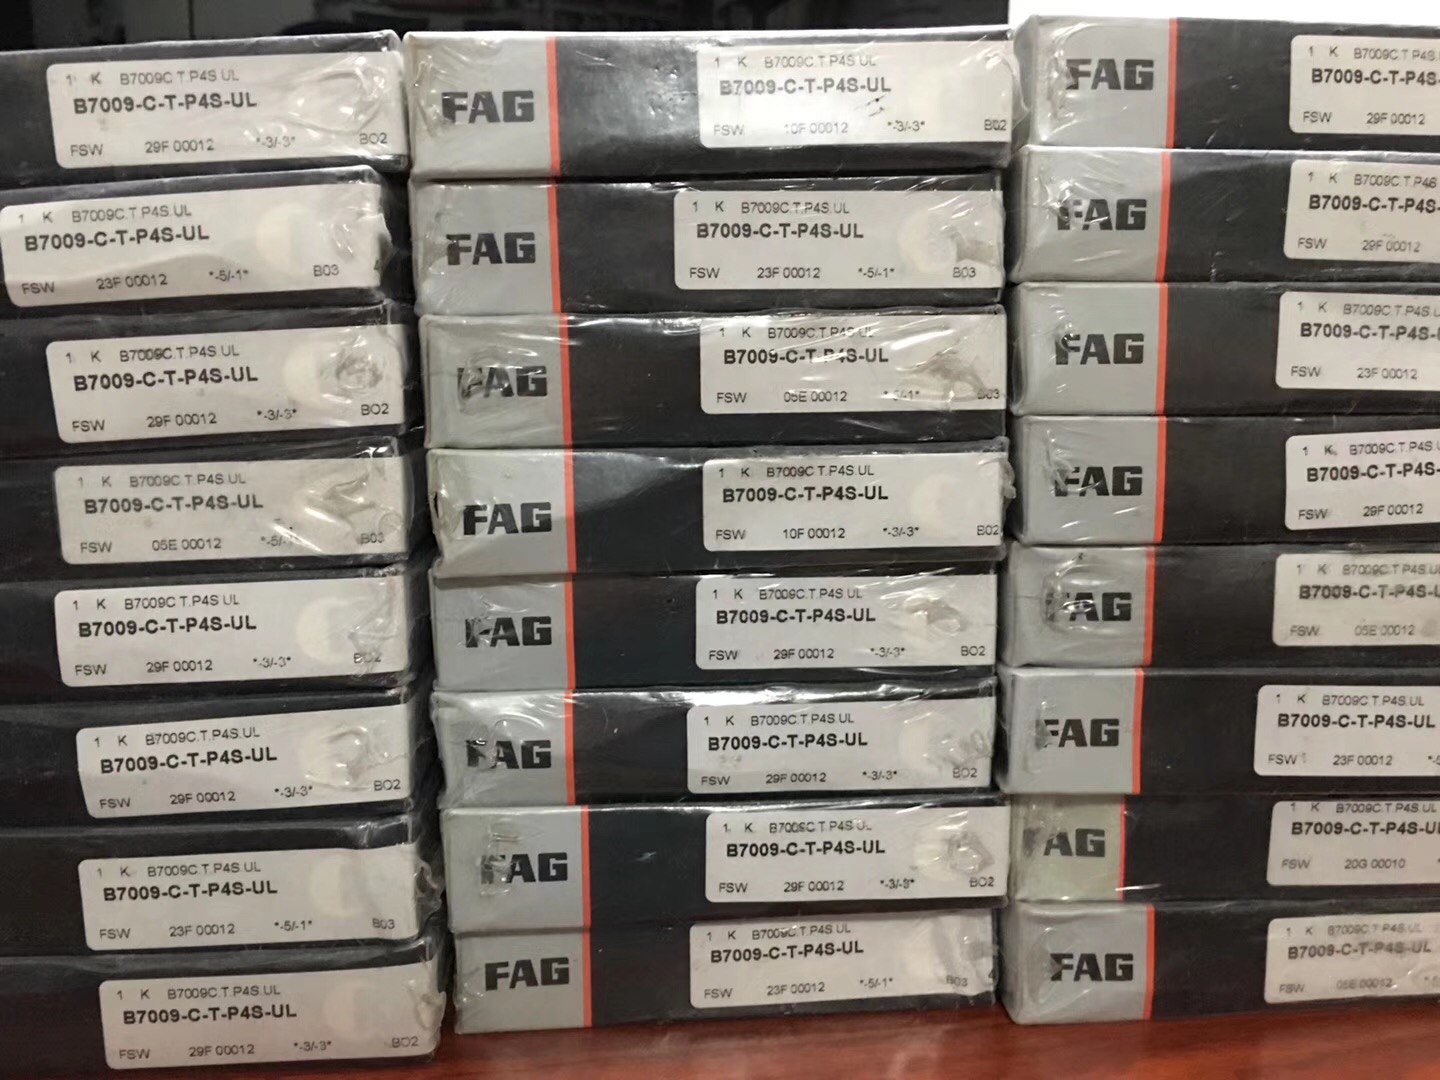 1 K B7009C.T.P4S.UL
B7009-C-T-P4S-UL
FSW 29F 00012 *-3/-3* BO2
1 K B7009C.T.P4S.UL
B7009-C-T-P4S-UL
FSW 23F 00012 *-5/-1* B03
1 K B7009C.T.P4S.UL
B7009-C-T-P4S-UL
FSW 29F 00012 *-3/-3* BO2
1 K B7009C.T.P4S.UL
B7009-C-T-P4S-UL
FSW 05E 00012 B03
1 K B7009C.T.P4S.UL
B7009-C-T-P4S-UL
FSW 29F 00012 *-3/-3* BO2
1 K B7009C.T.P4S.UL
B7009-C-T-P4S-UL
FSW 29F 00012 *-3/-3* BO2
1 K B7009C.T.P4S.UL
B7009-C-T-P4S-UL
FSW 23F 00012 *-5/-1* B03
1 K B7009C.T.P4S.UL
B7009-C-T-P4S-UL
FSW 29F 00012 *-3/-3* BO2
FAG
1 K B7009C.T.P4S.UL
B7009-C-T-P4S-UL
FSW 10F 00012 *-3/-3* B02
FAG
1 K B7009C.T.P4S.UL
B7009-C-T-P4S-UL
FSW 23F 00012 *-5/-1* B03
FAG
1 K B7009C.T.P4S.UL
B7009-C-T-P4S-UL
FSW 05E 00012 B03
FAG
1 K B7009C.T.P4S.UL
B7009-C-T-P4S-UL
FSW 10F 00012 *-3/-3* B02
FAG
1 K B7009C.T.P4S.UL
B7009-C-T-P4S-UL
FSW 29F 00012 *-3/-3* BO2
FAG
1 K B7009C.T.P4S.UL
B7009-C-T-P4S-UL
FSW 29F 00012 *-3/-3* BO2
FAG
1 K B7009C.T.P4S.UL
B7009-C-T-P4S-UL
FSW 29F 00012 *-3/-3* BO2
FAG
1 K B7009C.T.P4S.UL
B7009-C-T-P4S-UL
FSW 23F 00012 *-5/-1* B03
FAG
1 K B7009C.T.P4S
B7009-C-T-P4S-
FSW 29F 00012
FAG
1 K B7009C.T.P4S
B7009-C-T-P4S-
FSW 29F 00012
FAG
1 K B7009C.T.P4S.U
B7009-C-T-P4S-
FSW 23F 00012
FAG
1 K B7009C.T.P4S.U
B7009-C-T-P4S-
FSW 29F 00012
FAG
1 K B7009C.T.P4S.U
B7009-C-T-P4S-
FSW 05E 00012
FAG
1 K B7009C.T.P4S.UL
B7009-C-T-P4S-UL
FSW 23F 00012
FAG
1 K B7009C.T.P4S.UL
B7009-C-T-P4S-U
FSW 20G 00010
FAG
1 K B7009C.T.P4S.UL
B7009-C-T-P4S-UL
FSW 05E 00012